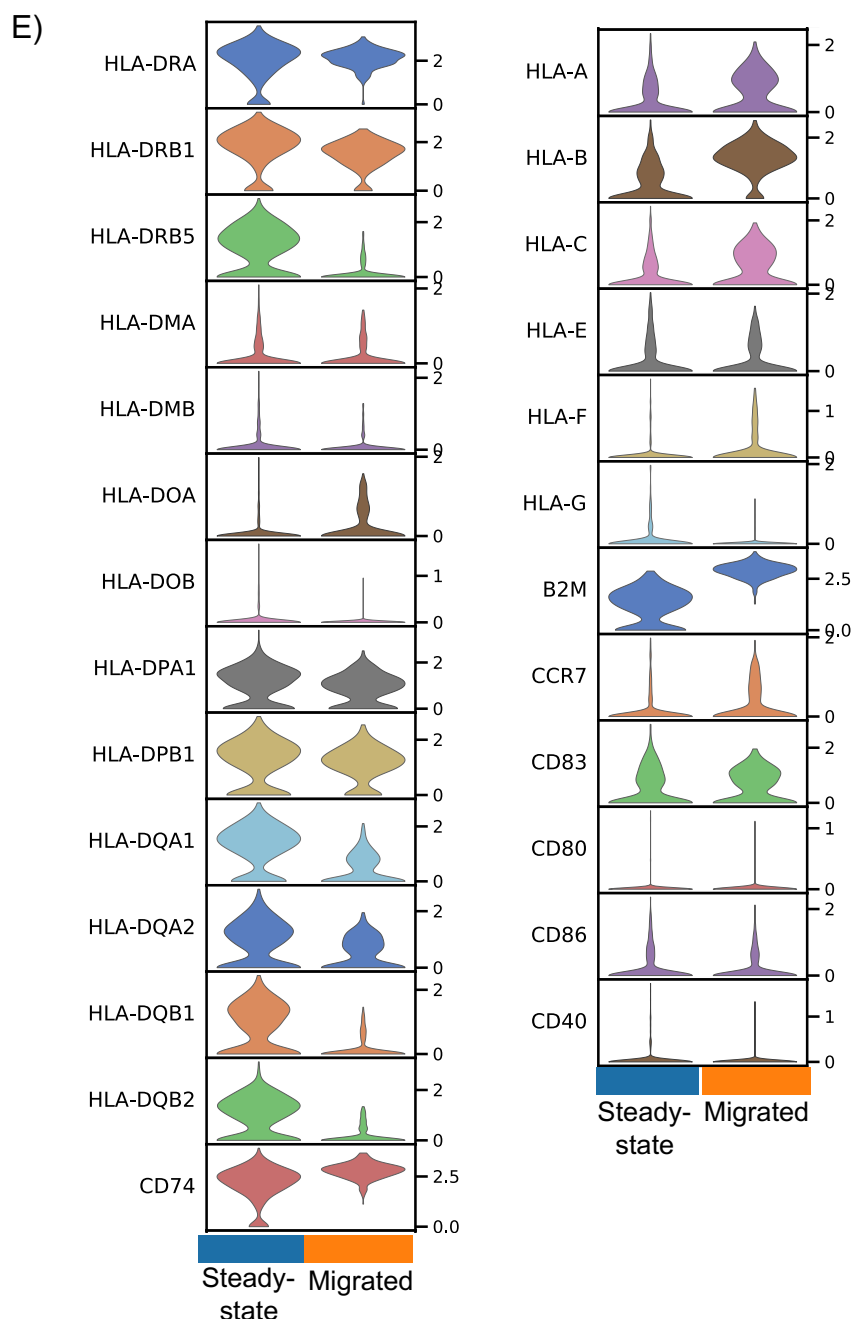 E)
HLA-DRA
2
0
HLA-DRB1
2
0
HLA-DRB5
2
0
HLA-DMA
2
0
HLA-DMB
2
0
HLA-DOA
2
0
HLA-DOB
1
0
HLA-DPA1
2
0
HLA-DPB1
2
0
HLA-DQA1
2
0
HLA-DQA2
2
0
HLA-DQB1
2
0
HLA-DQB2
2
0
CD74
2.5
0.0
Steady-
state
Migrated
HLA-A
2
0
HLA-B
2
0
HLA-C
2
0
HLA-E
2
0
HLA-F
1
0
HLA-G
2
0
B2M
2.5
0.0
CCR7
2
0
CD83
2
0
CD80
1
0
CD86
2
0
CD40
1
0
Steady-
state
Migrated